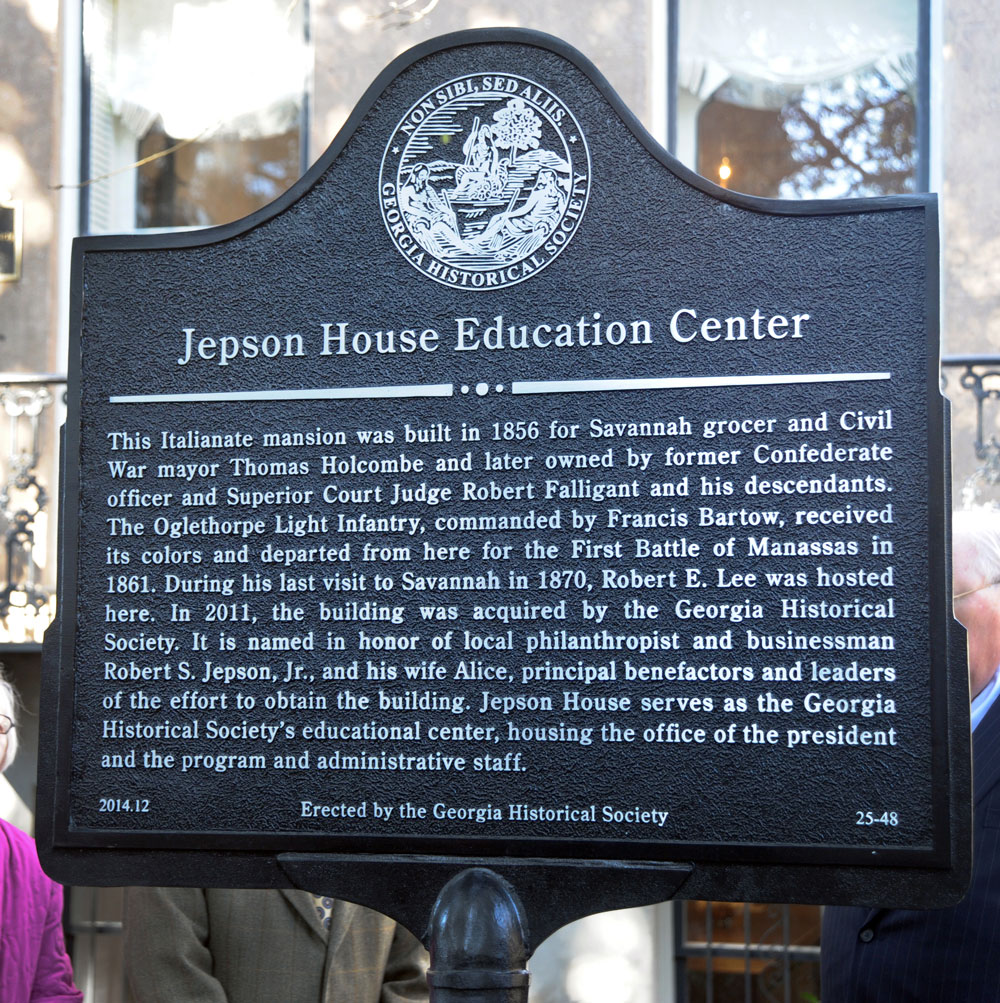 NON SIBI, SED ALIIS.
GEORGIA HISTORICAL SOCIETY
Jepson House Education Center
This Italianate mansion was built in 1856 for Savannah grocer and Civil
War mayor Thomas Holcombe and later owned by former Confederate
officer and Superior Court Judge Robert Falligant and his descendants.
The Oglethorpe Light Infantry, commanded by Francis Bartow, received
its colors and departed from here for the First Battle of Manassas in
1861. During his last visit to Savannah in 1870, Robert E. Lee was hosted
here. In 2011, the building was acquired by the Georgia Historical
Society. It is named in honor of local philanthropist and businessman
Robert S. Jepson, Jr., and his wife Alice, principal benefactors and leaders
of the effort to obtain the building. Jepson House serves as the Georgia
Historical Society's educational center, housing the office of the president
and the program and administrative staff.
2014.12 Erected by the Georgia Historical Society 25-48